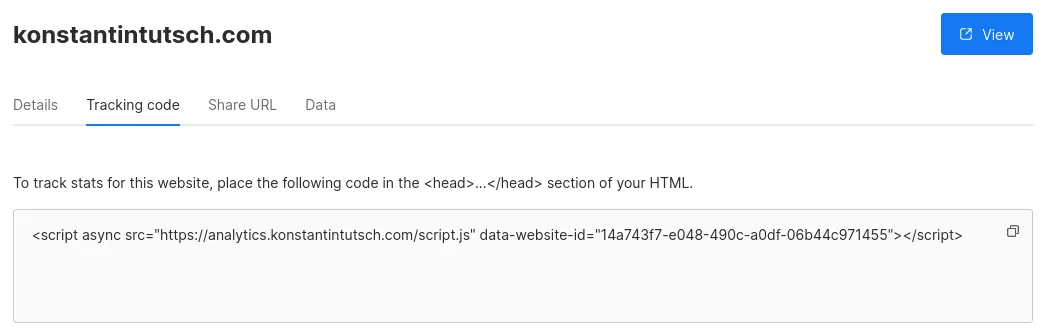 konstantintutsch.com
View
Details
Tracking code
Share URL
Data
To track stats for this website, place the following code in the <head>...</head> section of your HTML.
<script async src="https://analytics.konstantintutsch.com/script.js" data-website-id="14a743f7-e048-490c-a0df-06b44c971455"></script>